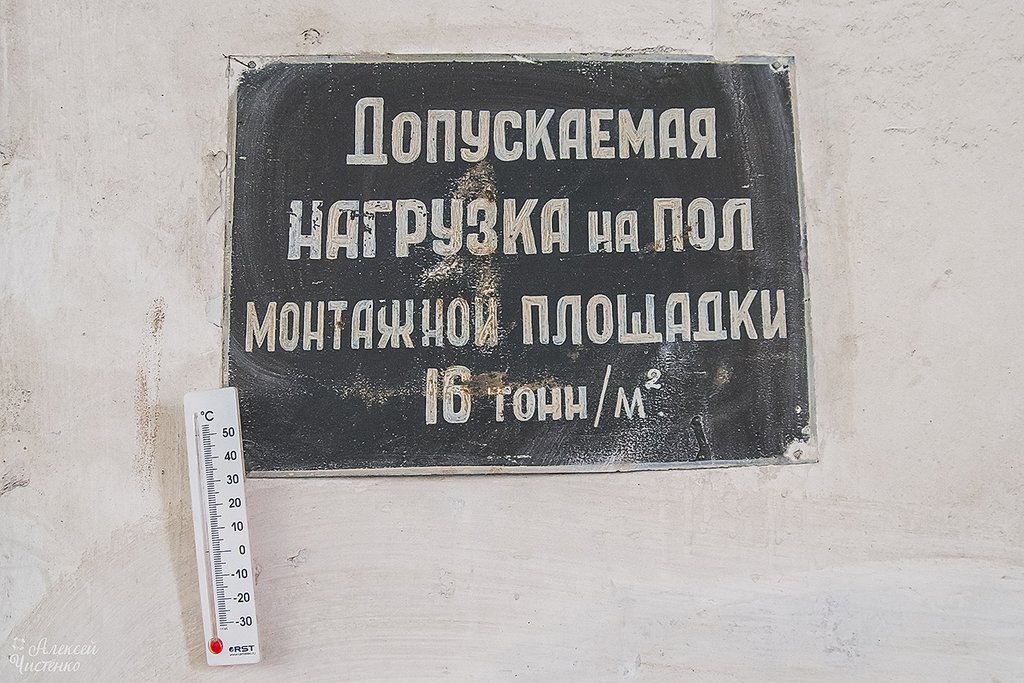 Допускаемая
нагрузка на пол
монтажной площадки
16 тонн/м²
°C
50
40
30
20
10
0
-10
-20
-30
RST
Алексей
Чистенко